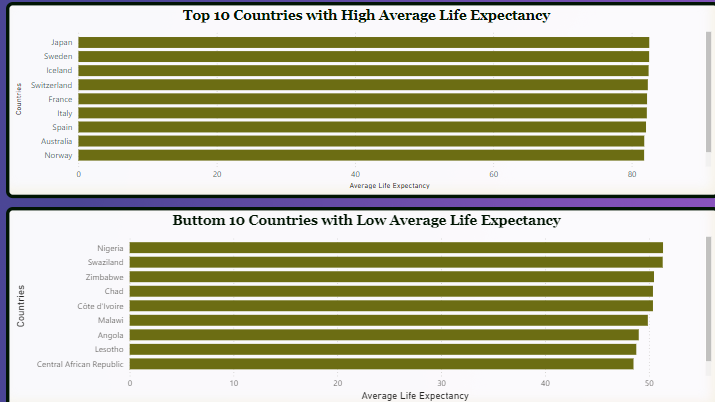 Top 10 Countries with High Average Life Expectancy
Countries
Japan
Sweden
Iceland
Switzerland
France
Italy
Spain
Australia
Norway
0 20 40 60 80
Average Life Expectancy
Buttom 10 Countries with Low Average Life Expectancy
Countries
Nigeria
Swaziland
Zimbabwe
Chad
Côte d'Ivoire
Malawi
Angola
Lesotho
Central African Republic
0 10 20 30 40 50
Average Life Expectancy